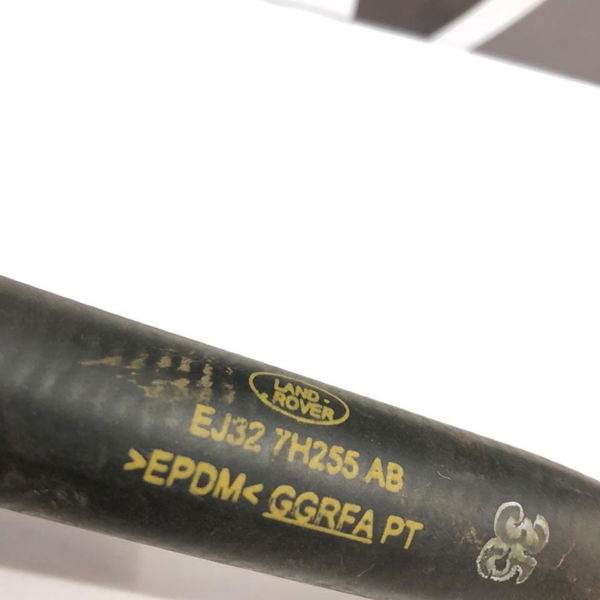 LAND-
ROVER
EJ32 7H255 AB
>EPDM< GGRFA PT